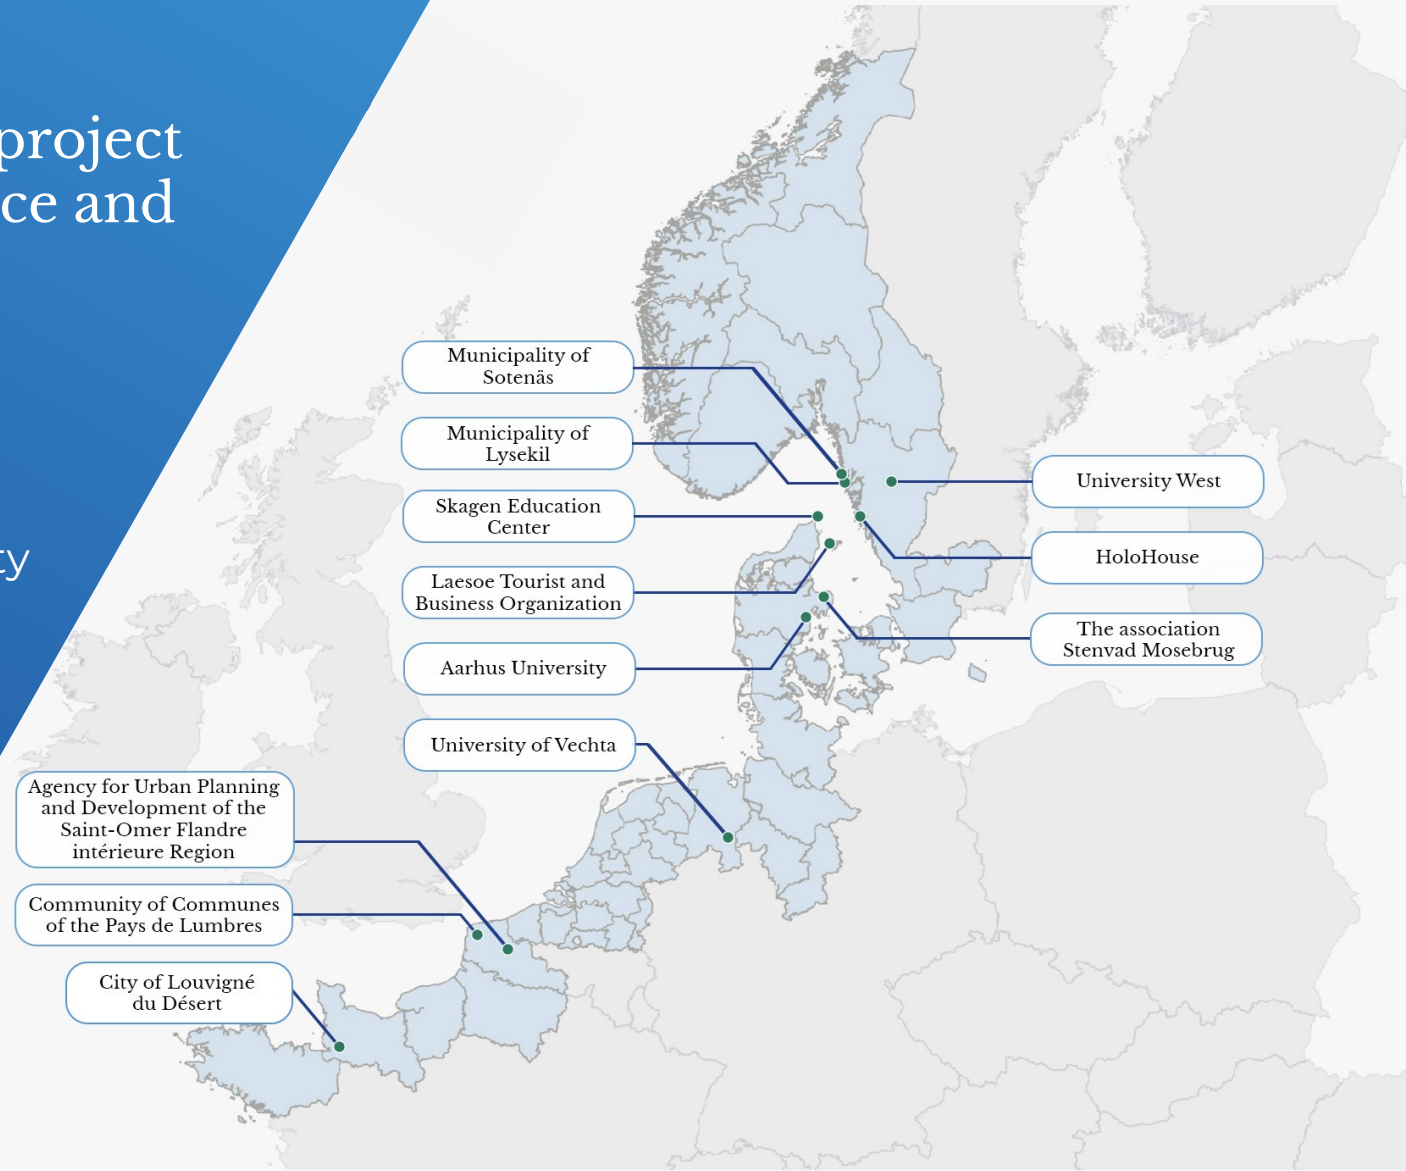 project
ce and
ty
Municipality of
Sotenäs
Municipality of
Lysekil
Skagen Education
Center
Laesoe Tourist and
Business Organization
Aarhus University
University of Vechta
Agency for Urban Planning
and Development of the
Saint-Omer Flandre
intérieure Region
Community of Communes
of the Pays de Lumbres
City of Louvigné
du Désert
University West
HoloHouse
The association
Stenvad Mosebrug